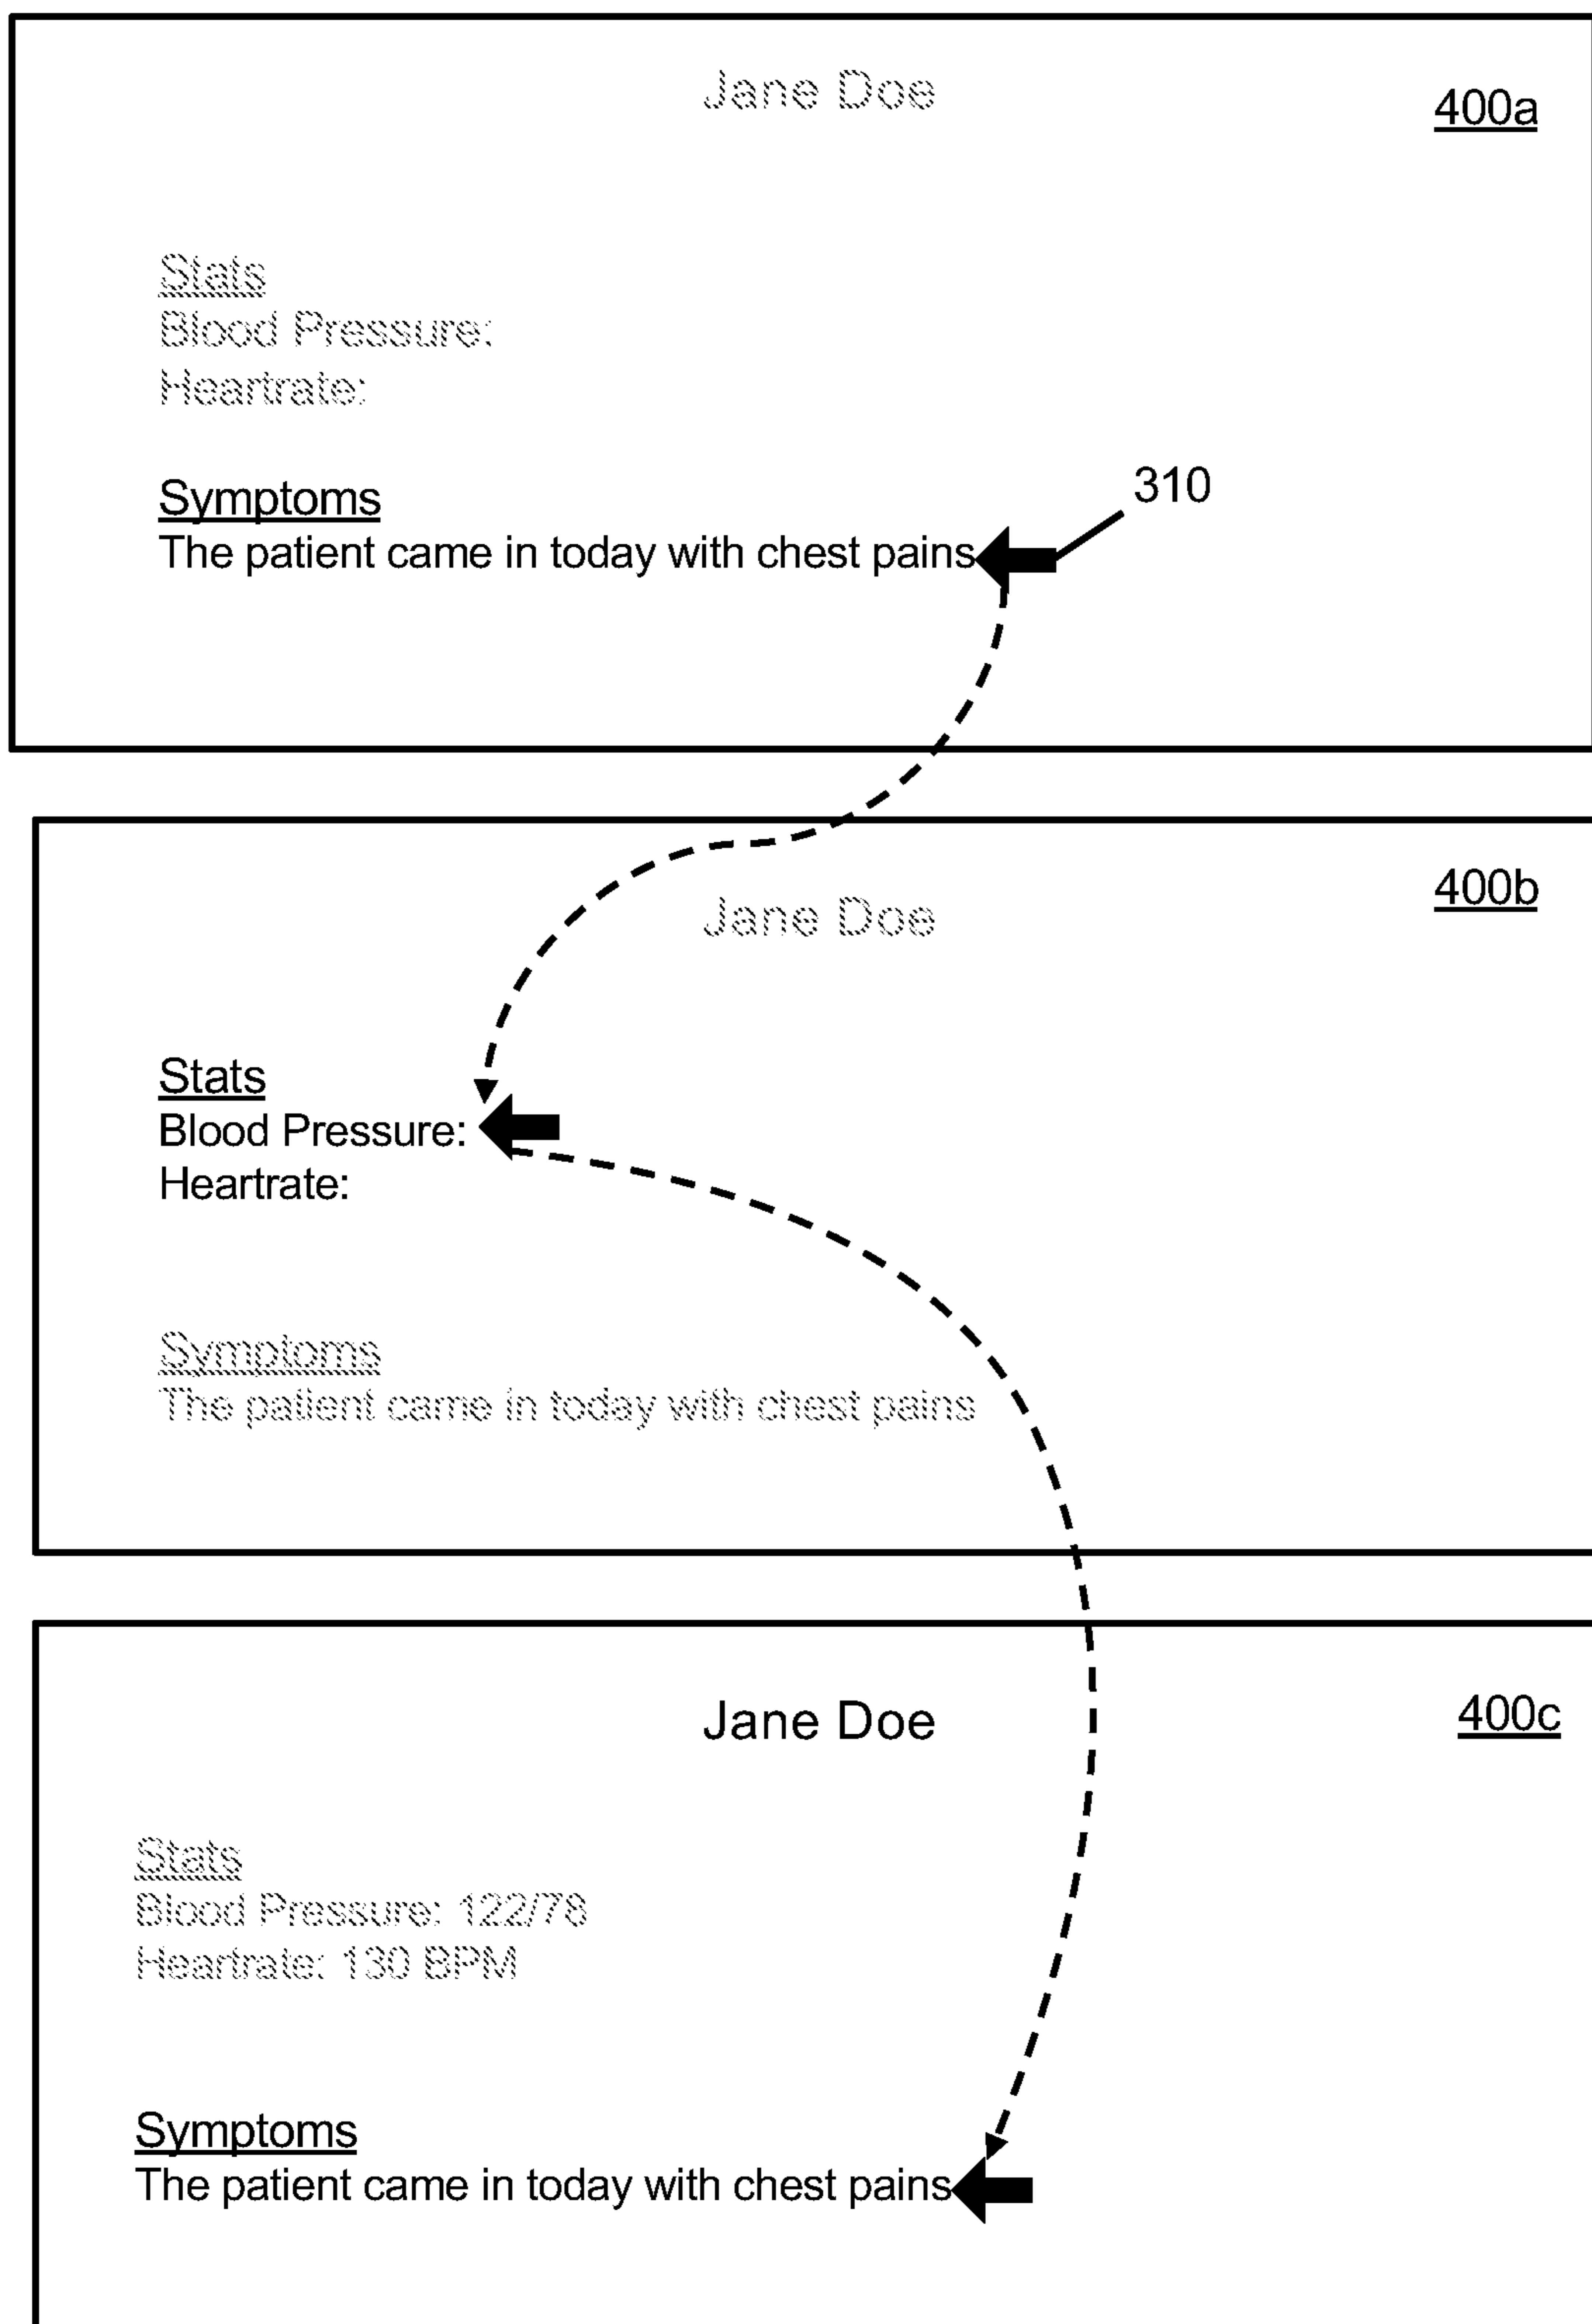 Jane Doe
400a
Stats
Blood Pressure:
Heartrate:
310
Symptoms
The patient came in today with chest pains
400b
Jane Doe
Stats
Blood Pressure:
Heartrate:
Symptoms
The patient came in today with chest pains
Jane Doe
400c
Stats
Blood Pressure: 122/78
Heartrate: 130 BPM
Symptoms
The patient came in today with chest pains